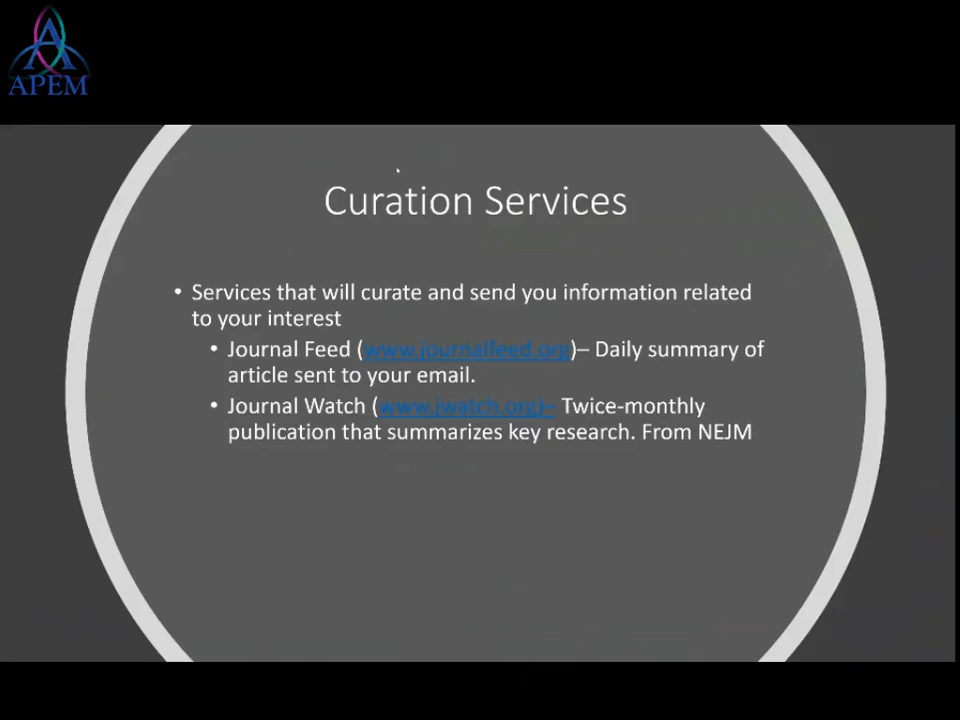 APEM
Curation Services
• Services that will curate and send you information related
to your interest
• Journal Feed (www.journalfeed.org)– Daily summary of
article sent to your email.
• Journal Watch (www.jwatch.org)– Twice-monthly
publication that summarizes key research. From NEJM